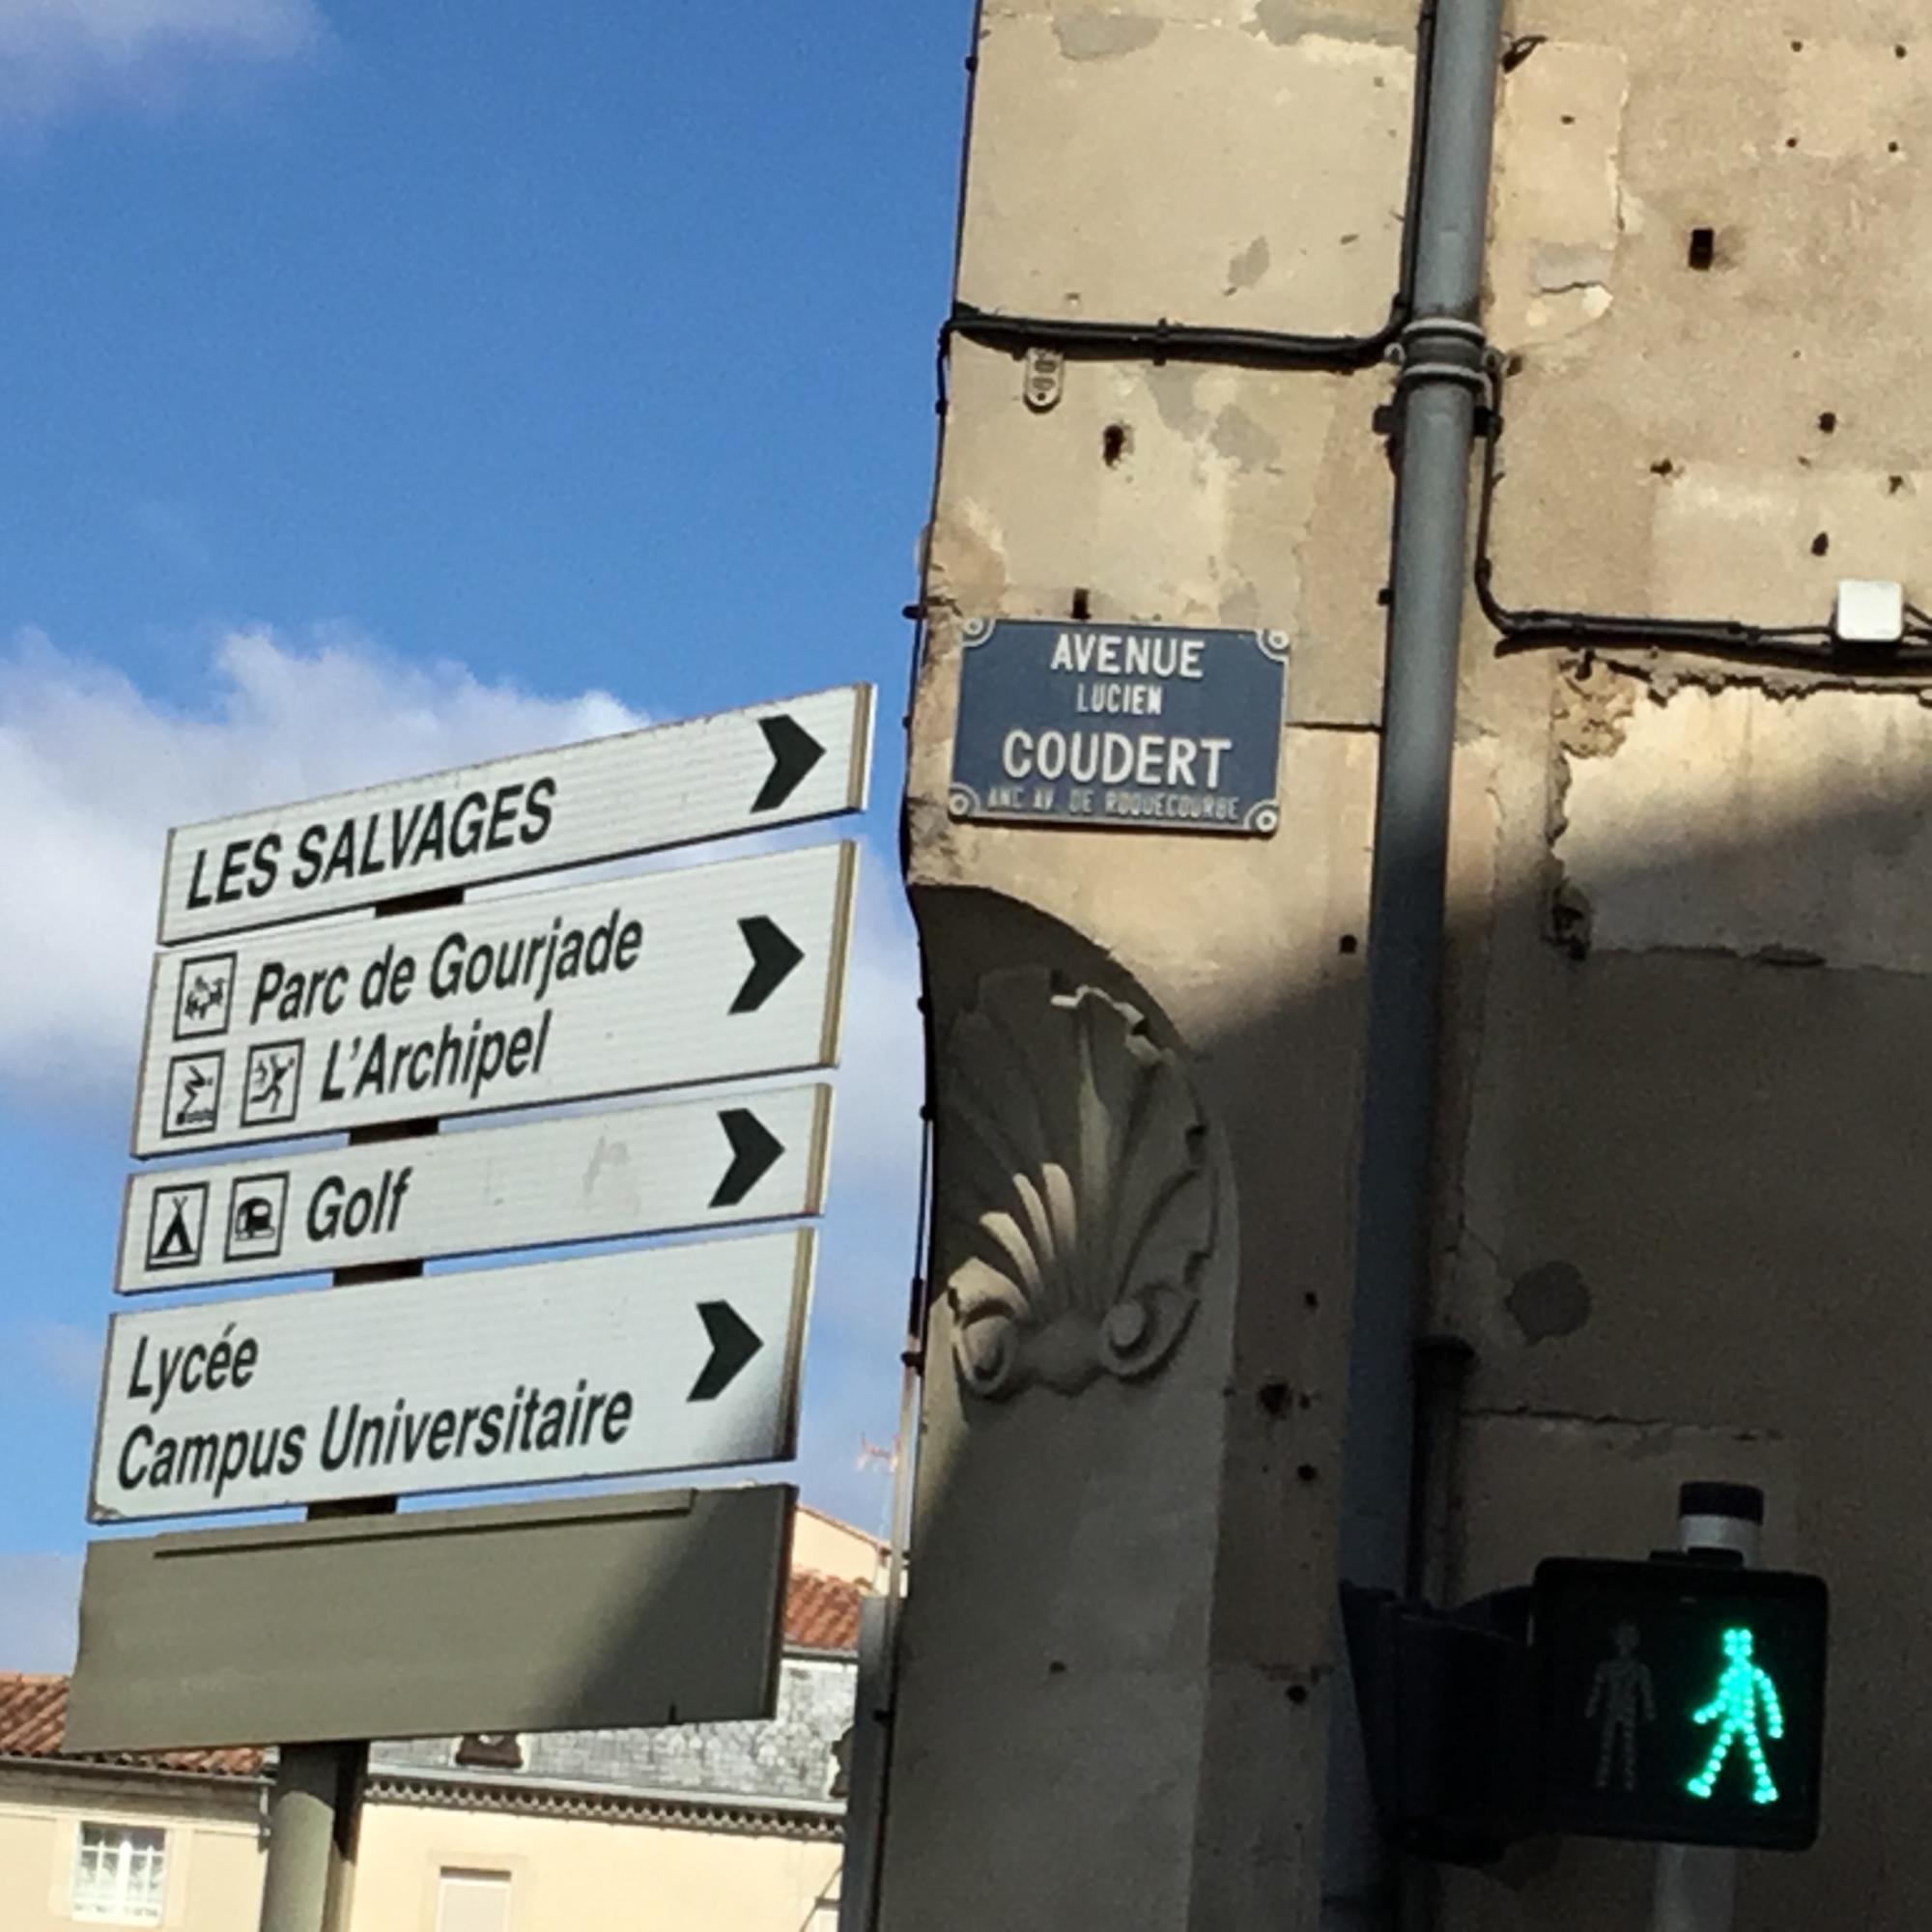 LES SALVAGES
Parc de Gourjade
L'Archipel
Golf
Lycée
Campus Universitaire
AVENUE
LUCIEN
COUDERT
ANC AV. DE ROQUECOURBE